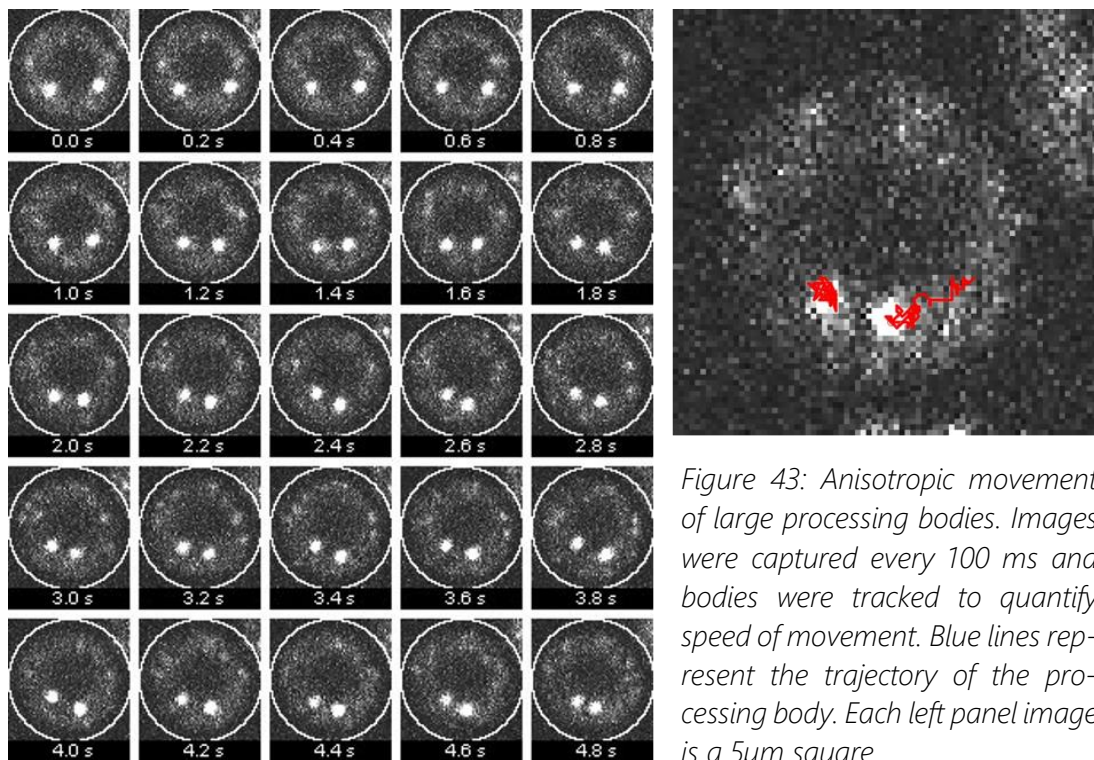 0.0 s 0.2 s 0.4 s 0.6 s 0.8 s
1.0 s 1.2 s 1.4 s 1.6 s 1.8 s
2.0 s 2.2 s 2.4 s 2.6 s 2.8 s
3.0 s 3.2 s 3.4 s 3.6 s 3.8 s
4.0 s 4.2 s 4.4 s 4.6 s 4.8 s
Figure 43: Anisotropic movement
of large processing bodies. Images
were captured every 100 ms and
bodies were tracked to quantify
speed of movement. Blue lines rep-
resent the trajectory of the pro-
cessing body. Each left panel image
is a 5um square